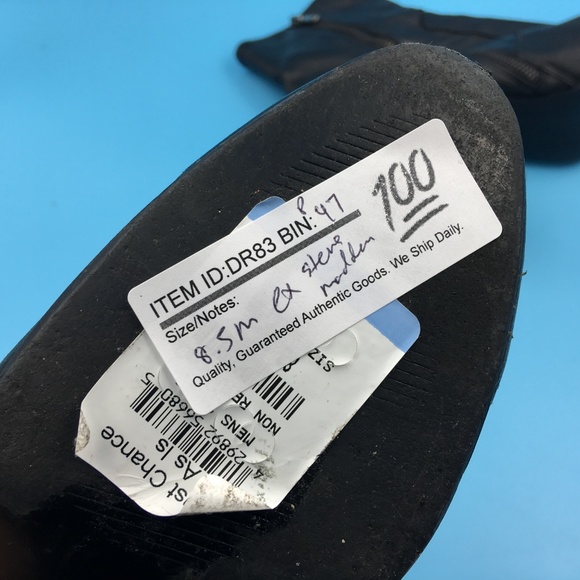 ITEM ID:DR83 BIN: P 47
Size/Notes:
8.5M ex steve madden
100
Quality, Guaranteed Authentic Goods. We Ship Daily.
st Chance
As Is
MENS
NON RE
SIZ